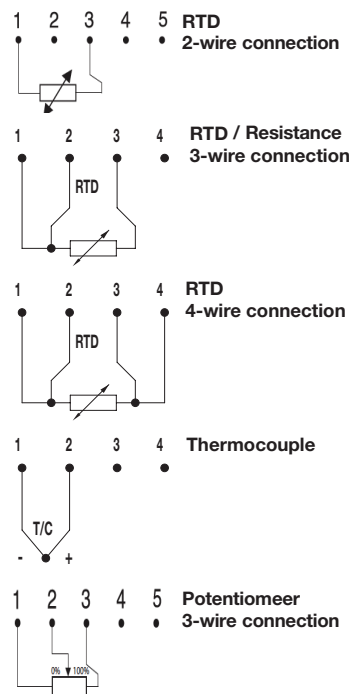 1 2 3 4 5 RTD
2-wire connection
1 2 3 4 RTD / Resistance
3-wire connection
RTD
1 2 3 4 RTD
4-wire connection
RTD
1 2 3 4 Thermocouple
T/C
- +
1 2 3 4 5 Potentiomeer
3-wire connection
0% 100%